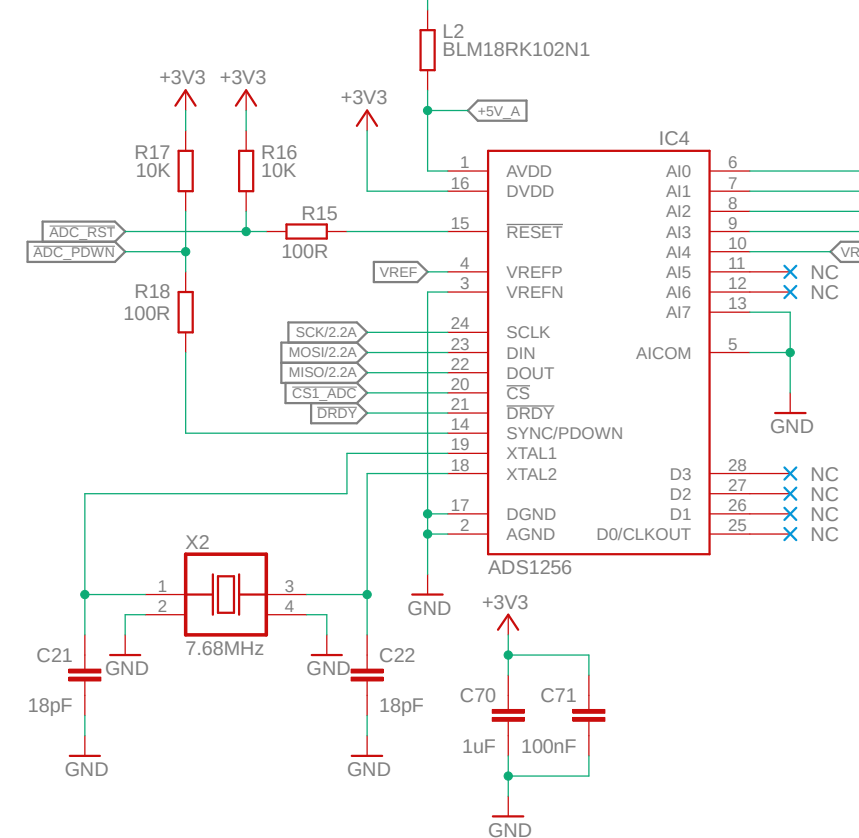 L2
BLM18RK102N1
+3V3 +3V3
+3V3
+5V_A
R17
10K
R16
10K
IC4
1 AVDD AI0 6
16 DVDD AI1 7
AI2 8
ADC_RST R15 15 RESET AI3 9
100R
ADC_PDWN AI4 10 VR
VREF 4 VREFP AI5 11 NC
3 VREFN AI6 12 NC
R18
100R
AI7 13
SCK/2.2A 24 SCLK
MOSI/2.2A 23 DIN AICOM 5
MISO/2.2A 22 DOUT
CS1_ADC 20 CS
DRDY 21 DRDY
GND
14 SYNC/PDOWN
19 XTAL1
18 XTAL2 D3 28 NC
D2 27 NC
17 DGND D1 26 NC
2 AGND D0/CLKOUT 25 NC
ADS1256
X2
1 3
2 4
7.68MHz
GND
GND GND
C21
18pF
C22
18pF
GND GND
+3V3
C70 C71
1uF 100nF
GND